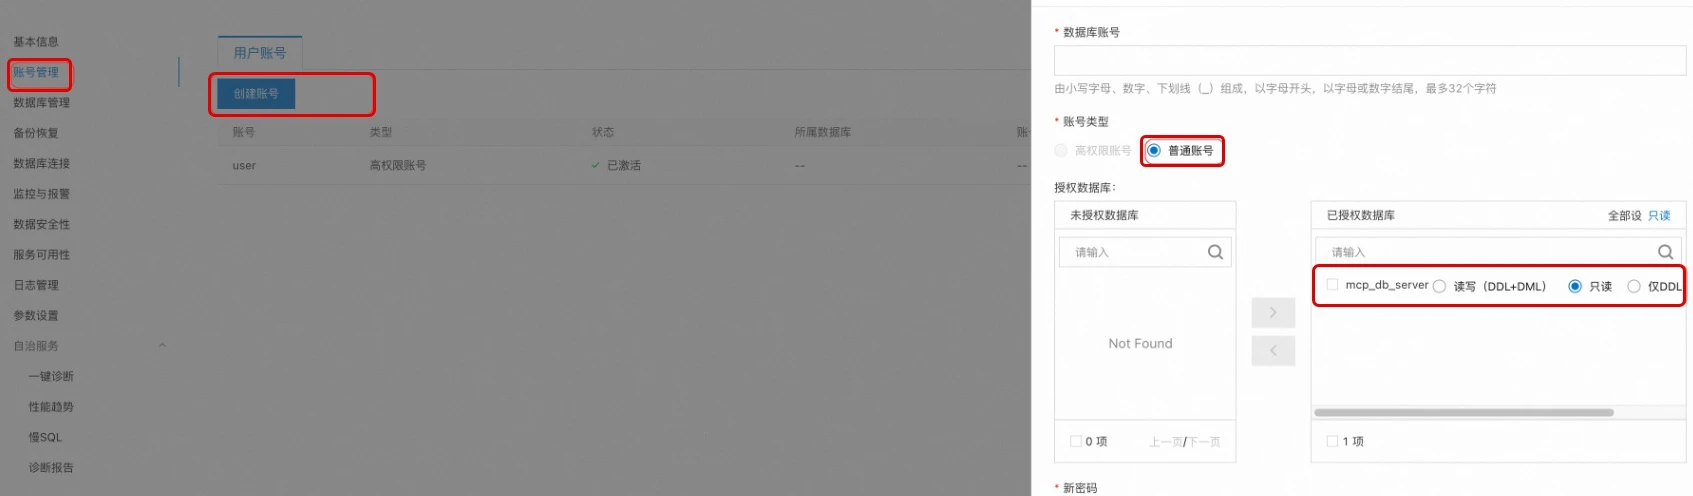 基本信息
账号管理
数据库管理
备份恢复
数据库连接
监控与报警
数据安全性
服务可用性
日志管理
参数设置
自治服务
一键诊断
性能趋势
慢SQL
诊断报告
用户账号
创建账号
账号 类型 状态 所属数据库 账
user 高权限账号 已激活 -- --
* 数据库账号
由小写字母、数字、下划线（_）组成，以字母开头，以字母或数字结尾，最多32个字符
* 账号类型
高权限账号 普通账号
授权数据库：
未授权数据库
请输入
Not Found
0 项 上一页/下一页
已授权数据库 全部设 只读
请输入
mcp_db_server 读写（DDL+DML） 只读 仅DDL
1 项
* 新密码